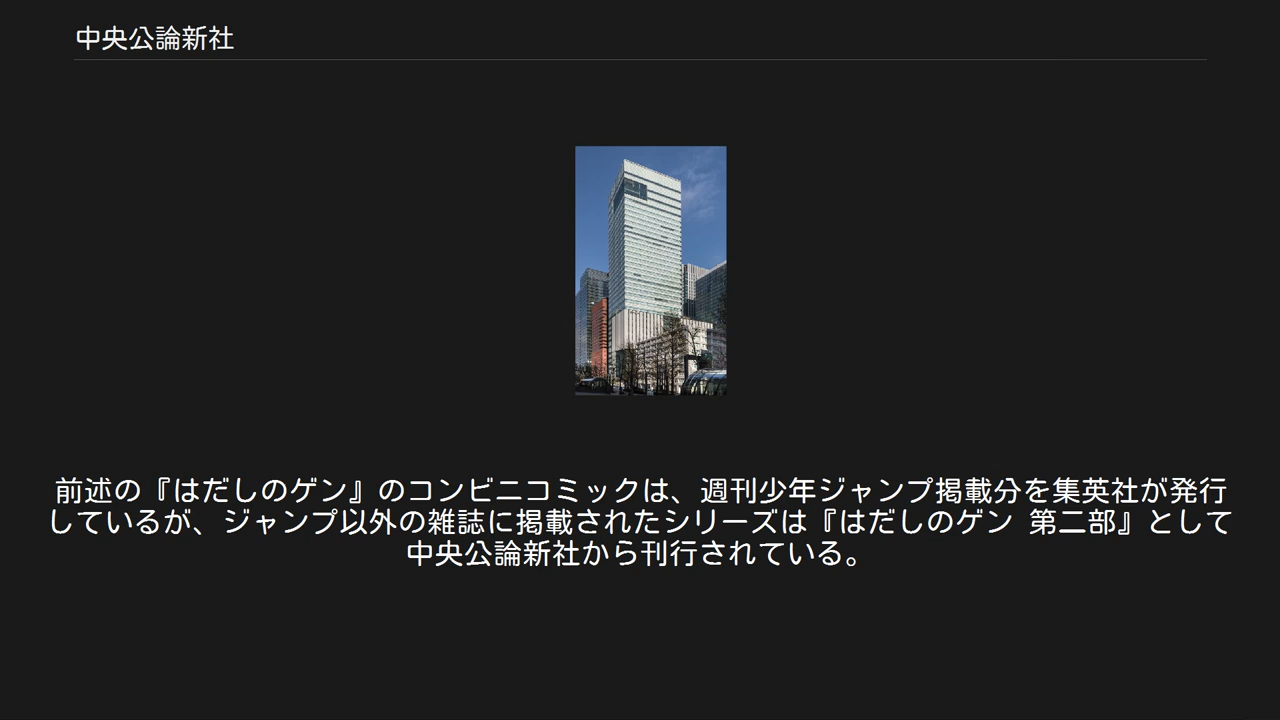 中央公論新社
前述の『はだしのゲン』のコンビニコミックは、週刊少年ジャンプ掲載分を集英社が発行
しているが、ジャンプ以外の雑誌に掲載されたシリーズは『はだしのゲン 第二部』として
中央公論新社から刊行されている。